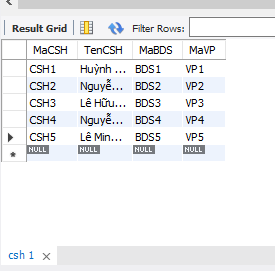 Result Grid Filter Rows:
MaCSH TenCSH MaBDS MaVP
CSH1 Huỳnh ... BDS1 VP1
CSH2 Nguyễ... BDS2 VP2
CSH3 Lê Hữu... BDS3 VP3
CSH4 Nguyễ... BDS4 VP4
CSH5 Lê Min... BDS5 VP5
NULL NULL NULL NULL
csh 1